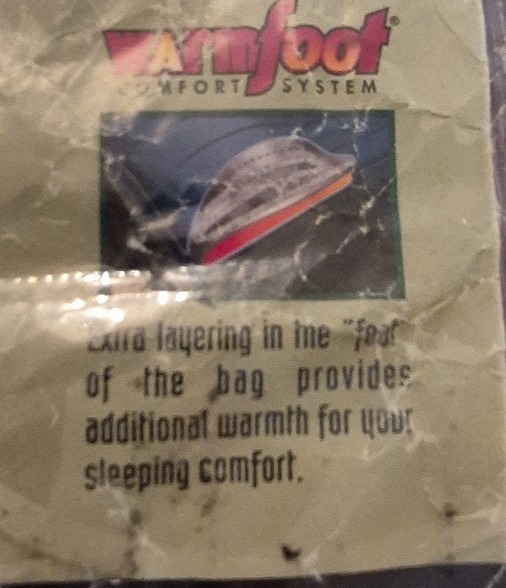 warmfoot®
COMFORT SYSTEM
Extra layering in the "foot"
of the bag provides
additional warmth for your
sleeping comfort.